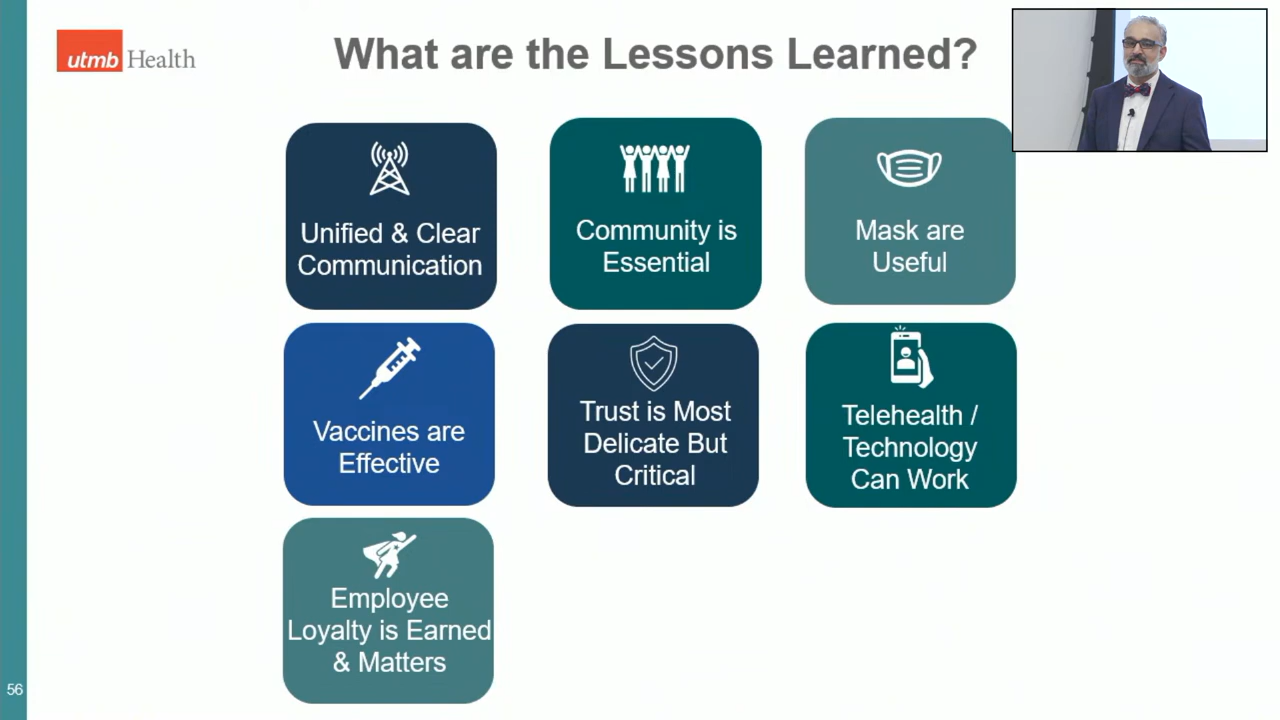 utmb Health
What are the Lessons Learned?
Unified & Clear
Communication
Community is
Essential
Mask are
Useful
Vaccines are
Effective
Trust is Most
Delicate But
Critical
Telehealth /
Technology
Can Work
Employee
Loyalty is Earned
& Matters
56